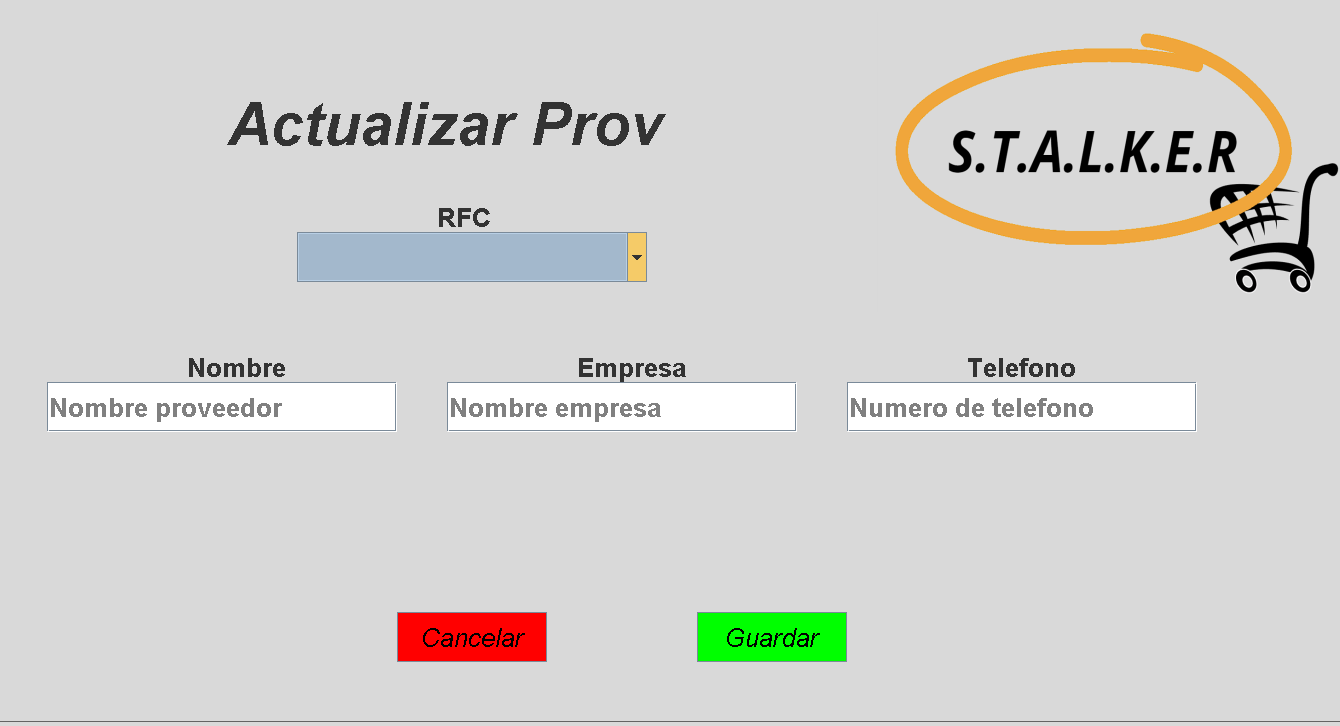 Actualizar Prov
S.T.A.L.K.E.R
RFC
Nombre
Empresa
Telefono
Nombre proveedor
Nombre empresa
Numero de telefono
Cancelar
Guardar